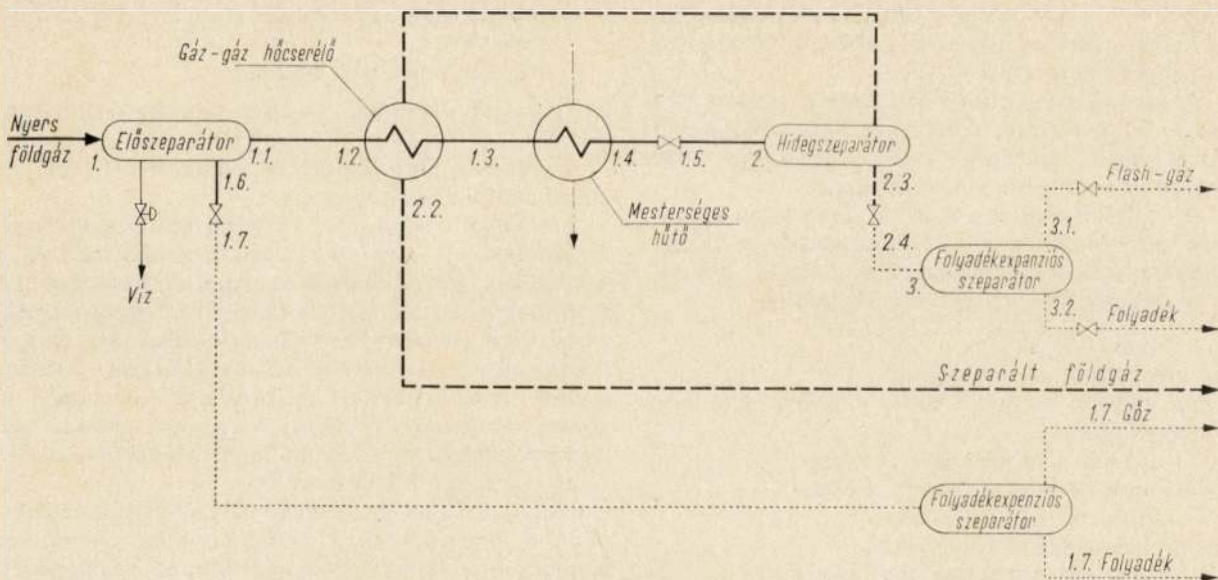 Gáz-gáz hőcserélő
Nyers
földgáz
1.
Előszeparátor
1.1.
1.2.
1.3.
1.4.
1.5.
2.
Hidegszeparátor
1.6.
1.7.
Víz
2.2.
Mesterséges
hűtő
2.3.
2.4.
3.
Folyadékexpanziós
szeparátor
3.1.
Flash-gáz
3.2.
Folyadék
Szeparált földgáz
1.7. Gőz
Folyadékexpenziós
szeparátor
1.7. Folyadék